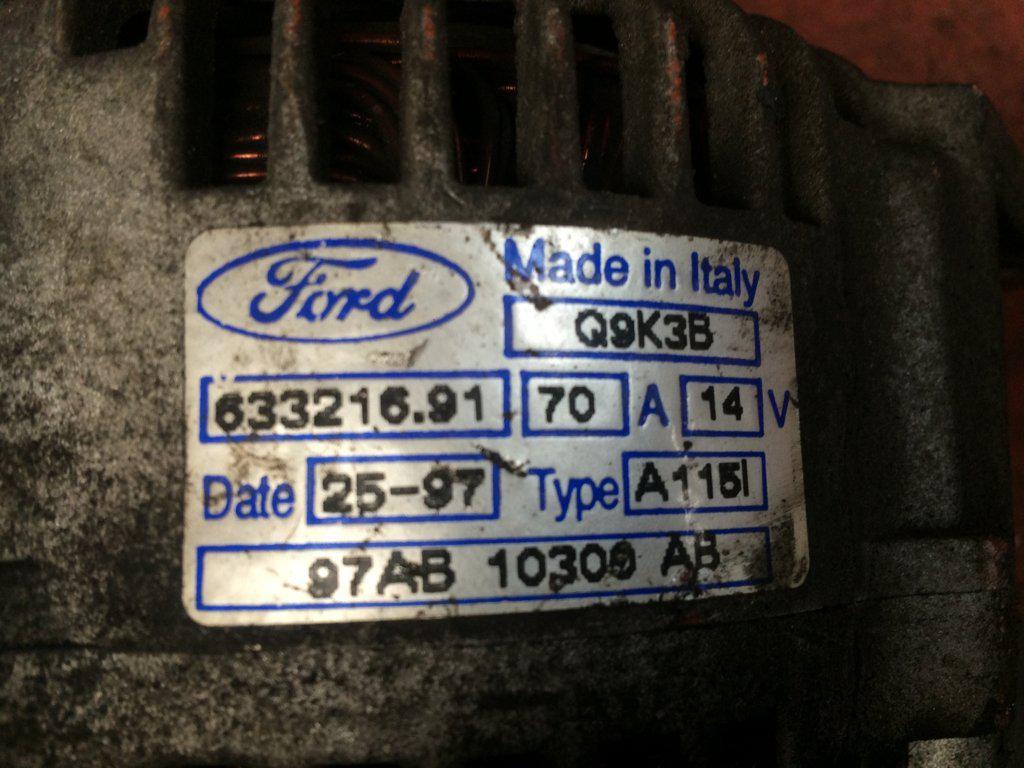 Ford
Made in Italy
Q9K3B
633216.91 70 A 14 V
Date 25-97 Type A115I
97AB 10300 AB